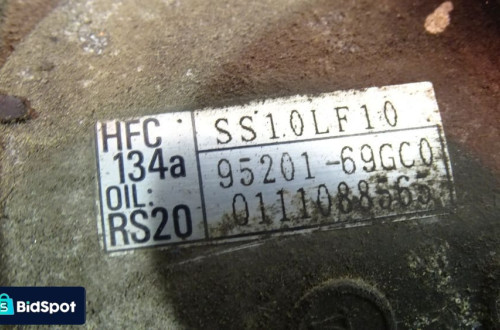 HFC
134a
OIL:
RS20
SS10LF10
95201-69GC0
0111088565
BidSpot